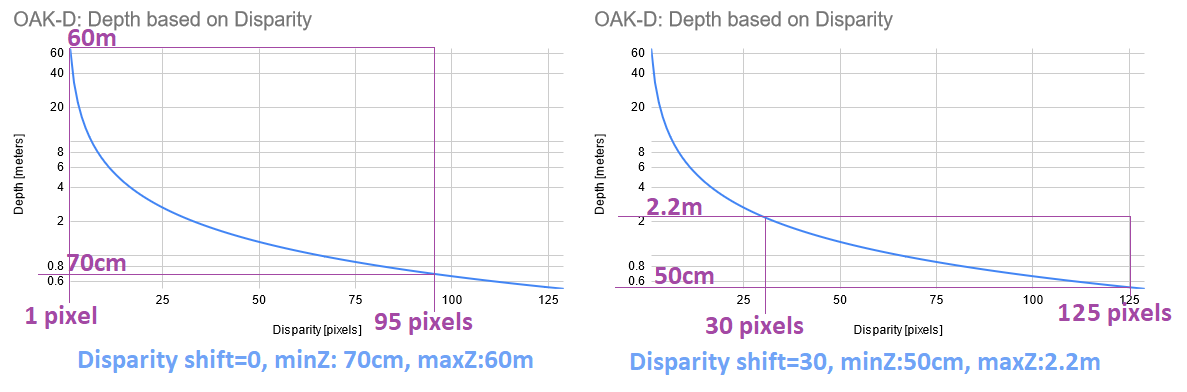 OAK-D: Depth based on Disparity
60m
60
40
20
8
6
4
2
0.8
0.6
Depth [meters]
70cm
25
50
75
100
125
1 pixel
95 pixels
Disparity [pixels]
Disparity shift=0, minZ: 70cm, maxZ:60m
OAK-D: Depth based on Disparity
60
40
20
8
6
4
2
0.8
0.6
Depth [meters]
2.2m
50cm
25
50
75
100
125
30 pixels
125 pixels
Disparity [pixels]
Disparity shift=30, minZ:50cm, maxZ:2.2m